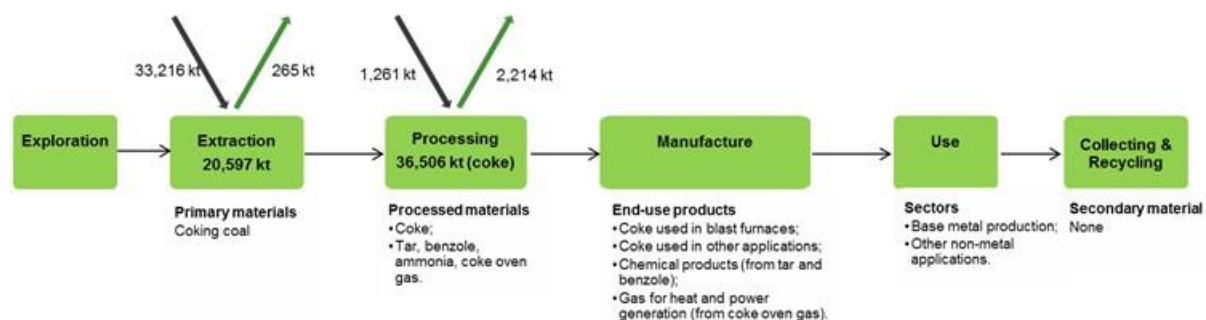 33,216 kt
265 kt
1,261 kt
2,214 kt
Exploration
Extraction
20,597 kt
Processing
36,506 kt (coke)
Manufacture
Use
Collecting &
Recycling
Primary materials
Coking coal
Processed materials
•Coke;
•Tar, benzole,
ammonia, coke oven
gas.
End-use products
•Coke used in blast furnaces;
•Coke used in other applications;
•Chemical products (from tar and
benzole);
•Gas for heat and power
generation (from coke oven gas).
Sectors
•Base metal production;
•Other non-metal
applications.
Secondary material
None